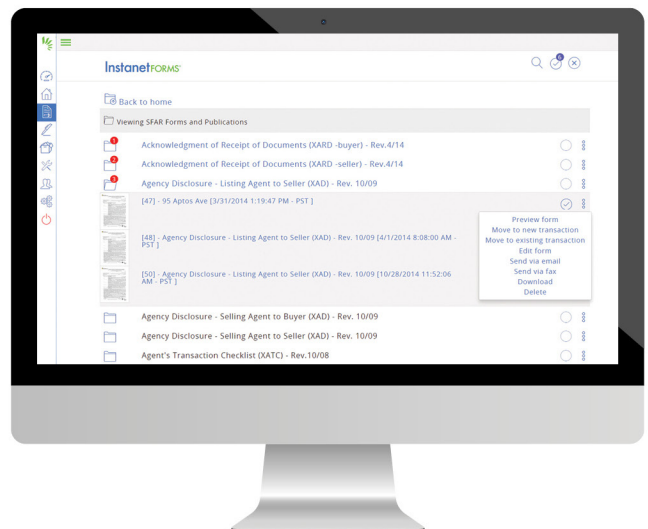 InstanetFORMS
6
Back to home
Viewing SFAR Forms and Publications
1
Acknowledgment of Receipt of Documents (XARD -buyer) - Rev.4/14
2
Acknowledgment of Receipt of Documents (XARD -seller) - Rev.4/14
3
Agency Disclosure - Listing Agent to Seller (XAD) - Rev. 10/09
[47] - 95 Aptos Ave [3/31/2014 1:19:47 PM - PST ]
Preview form
Move to new transaction
Move to existing transaction
Edit form
Send via email
Send via fax
Download
Delete
[48] - Agency Disclosure - Listing Agent to Seller (XAD) - Rev. 10/09 [4/1/2014 8:08:00 AM -
PST ]
[50] - Agency Disclosure - Listing Agent to Seller (XAD) - Rev. 10/09 [10/28/2014 11:52:06
AM - PST ]
Agency Disclosure - Selling Agent to Buyer (XAD) - Rev. 10/09
Agency Disclosure - Selling Agent to Seller (XAD) - Rev. 10/09
Agent's Transaction Checklist (XATC) - Rev.10/08